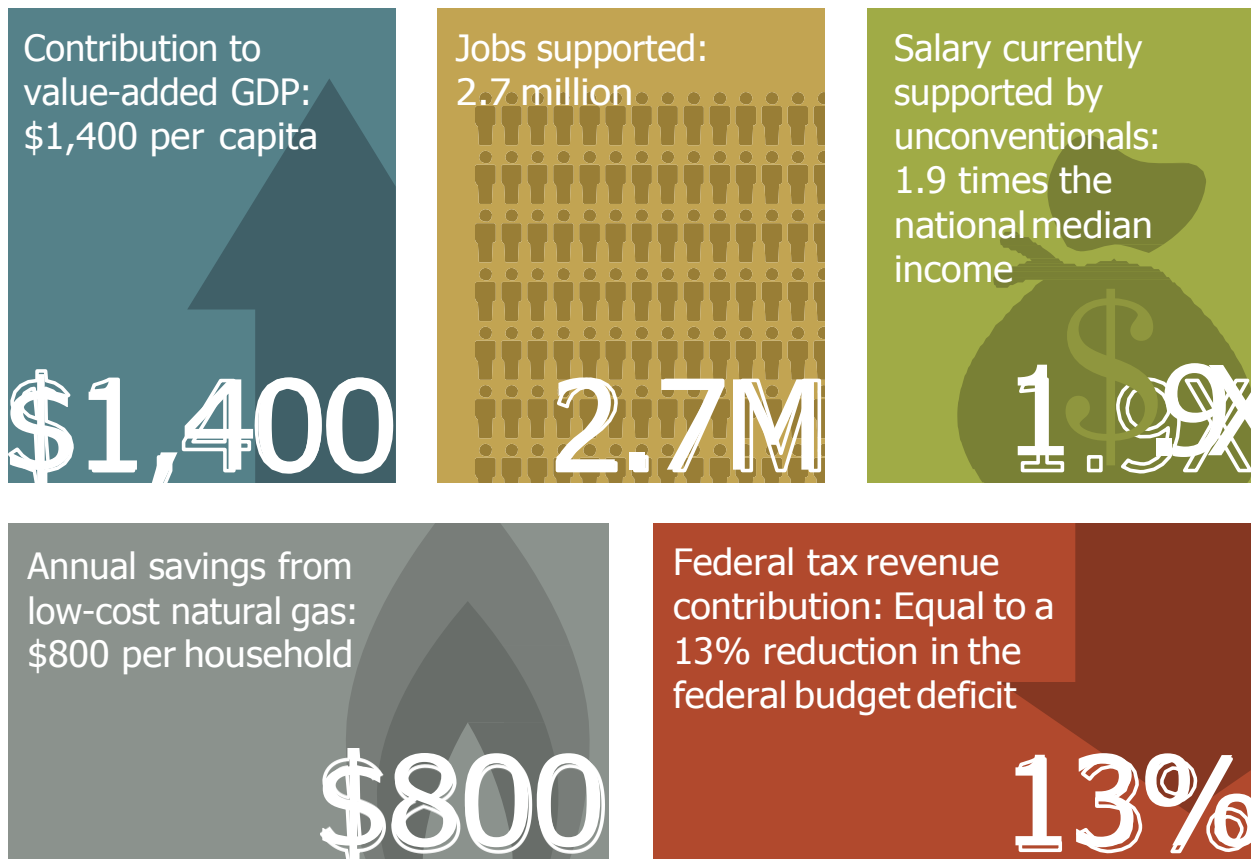 Contribution to
value-added GDP:
$1,400 per capita
$1,400
Jobs supported:
2.7 million
2.7M
Salary currently
supported by
unconventionals:
1.9 times the
national median
income
$
1.9X
Annual savings from
low-cost natural gas:
$800 per household
$800
Federal tax revenue
contribution: Equal to a
13% reduction in the
federal budget deficit
13%